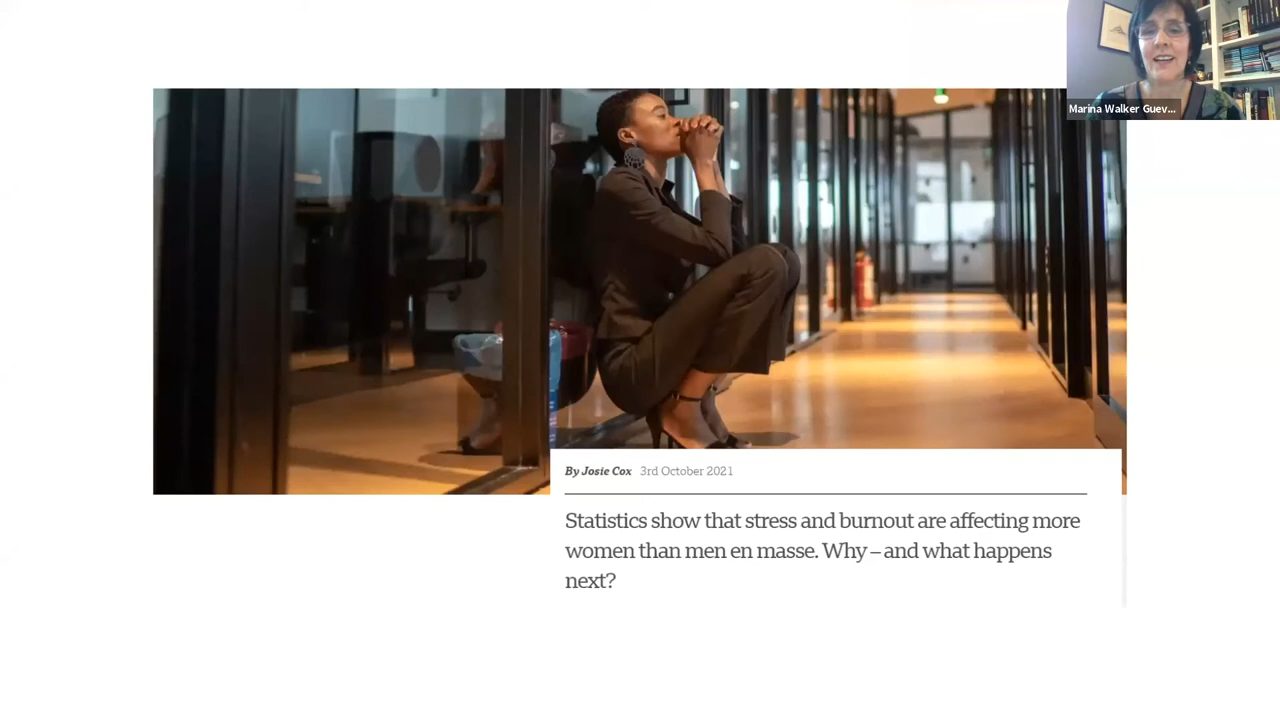 Marina Walker Guev...
By Josie Cox 3rd October 2021
Statistics show that stress and burnout are affecting more
women than men en masse. Why – and what happens
next?